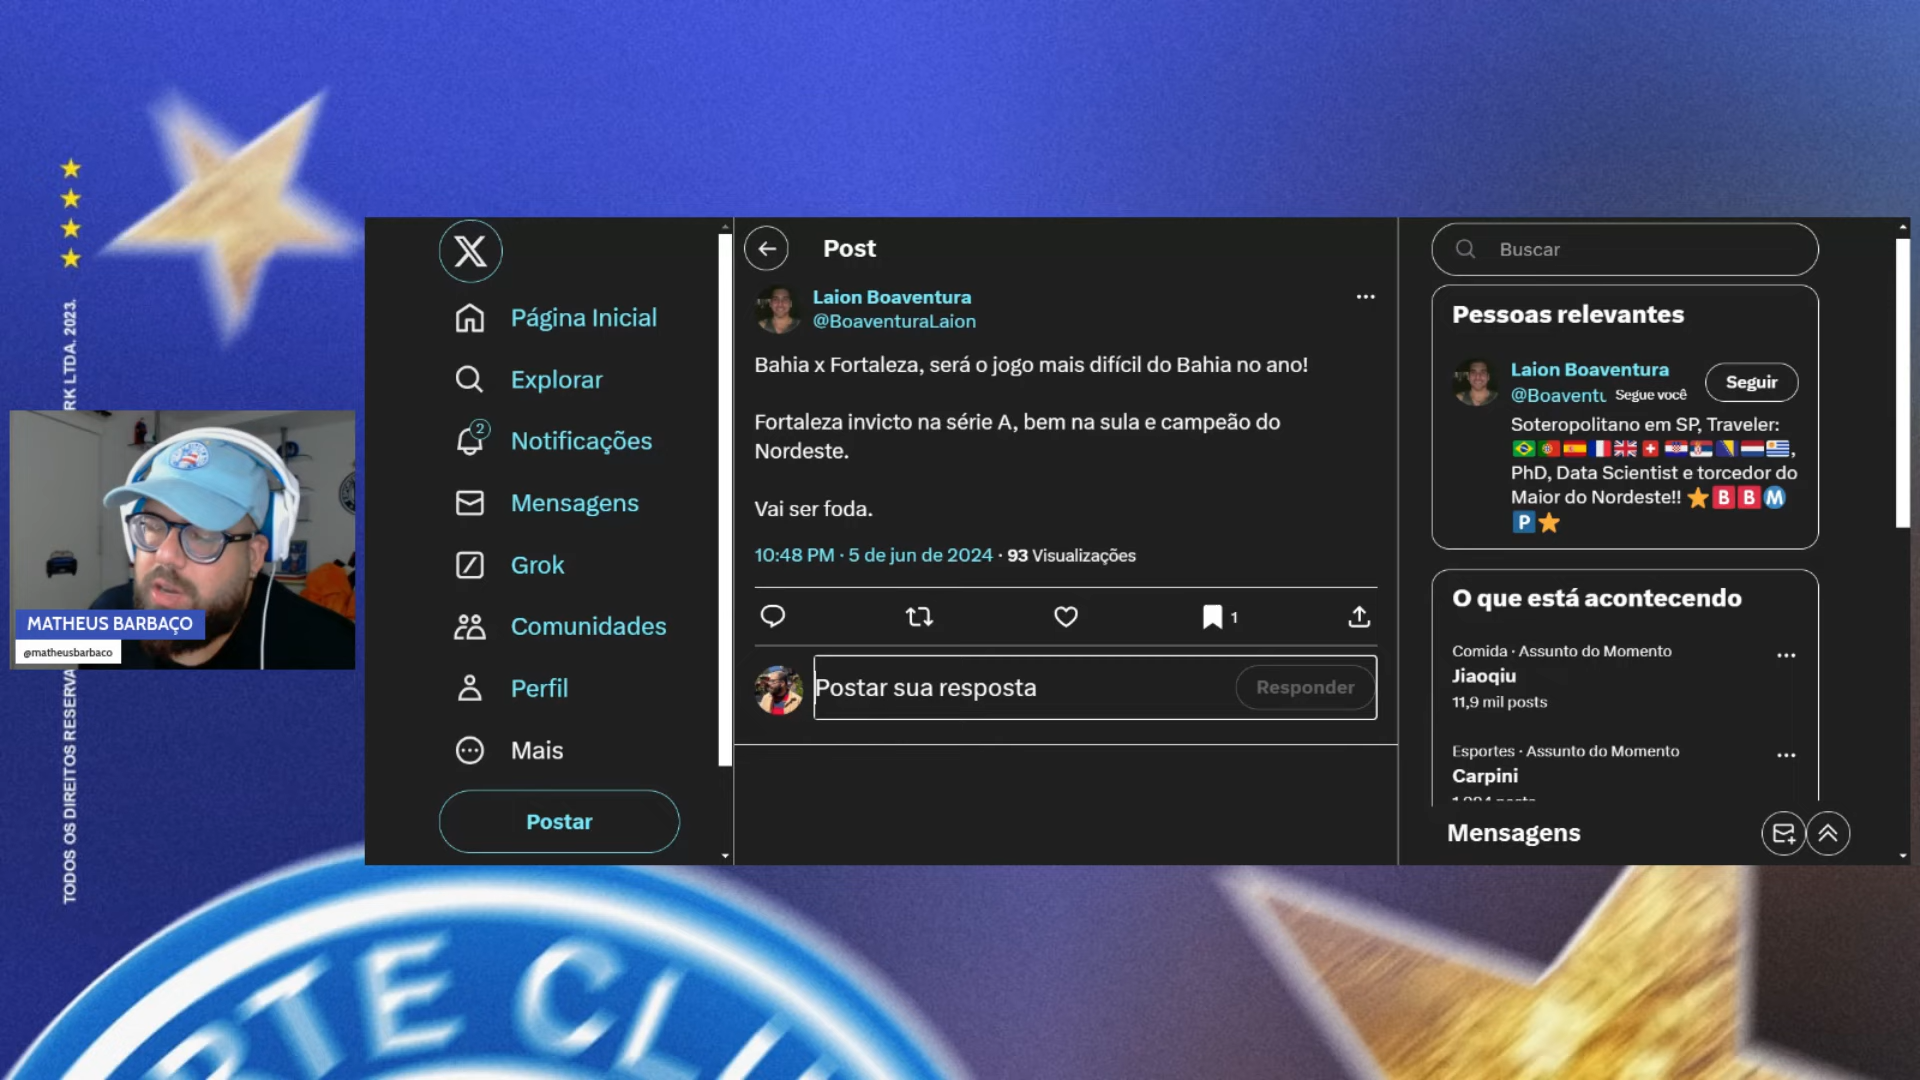 RK LTDA. 2023.
TODOS OS DIREITOS RESERVA
MATHEUS BARBAÇO
@matheusbarbaco
Página Inicial
Explorar
2
Notificações
Mensagens
Grok
Comunidades
Perfil
Mais
Postar
Post
Laion Boaventura
@BoaventuraLaion
Bahia x Fortaleza, será o jogo mais difícil do Bahia no ano!
Fortaleza invicto na série A, bem na sula e campeão do
Nordeste.
Vai ser foda.
10:48 PM · 5 de jun de 2024 · 93 Visualizações
1
Postar sua resposta
Responder
Buscar
Pessoas relevantes
Laion Boaventura
@Boaventu Segue você
Seguir
Soteropolitano em SP, Traveler:
PhD, Data Scientist e torcedor do
Maior do Nordeste!! ⭐🅱🅱Ⓜ
🅿⭐
O que está acontecendo
Comida · Assunto do Momento
Jiaoqiu
11,9 mil posts
Esportes · Assunto do Momento
Carpini
Mensagens
RTE CLU